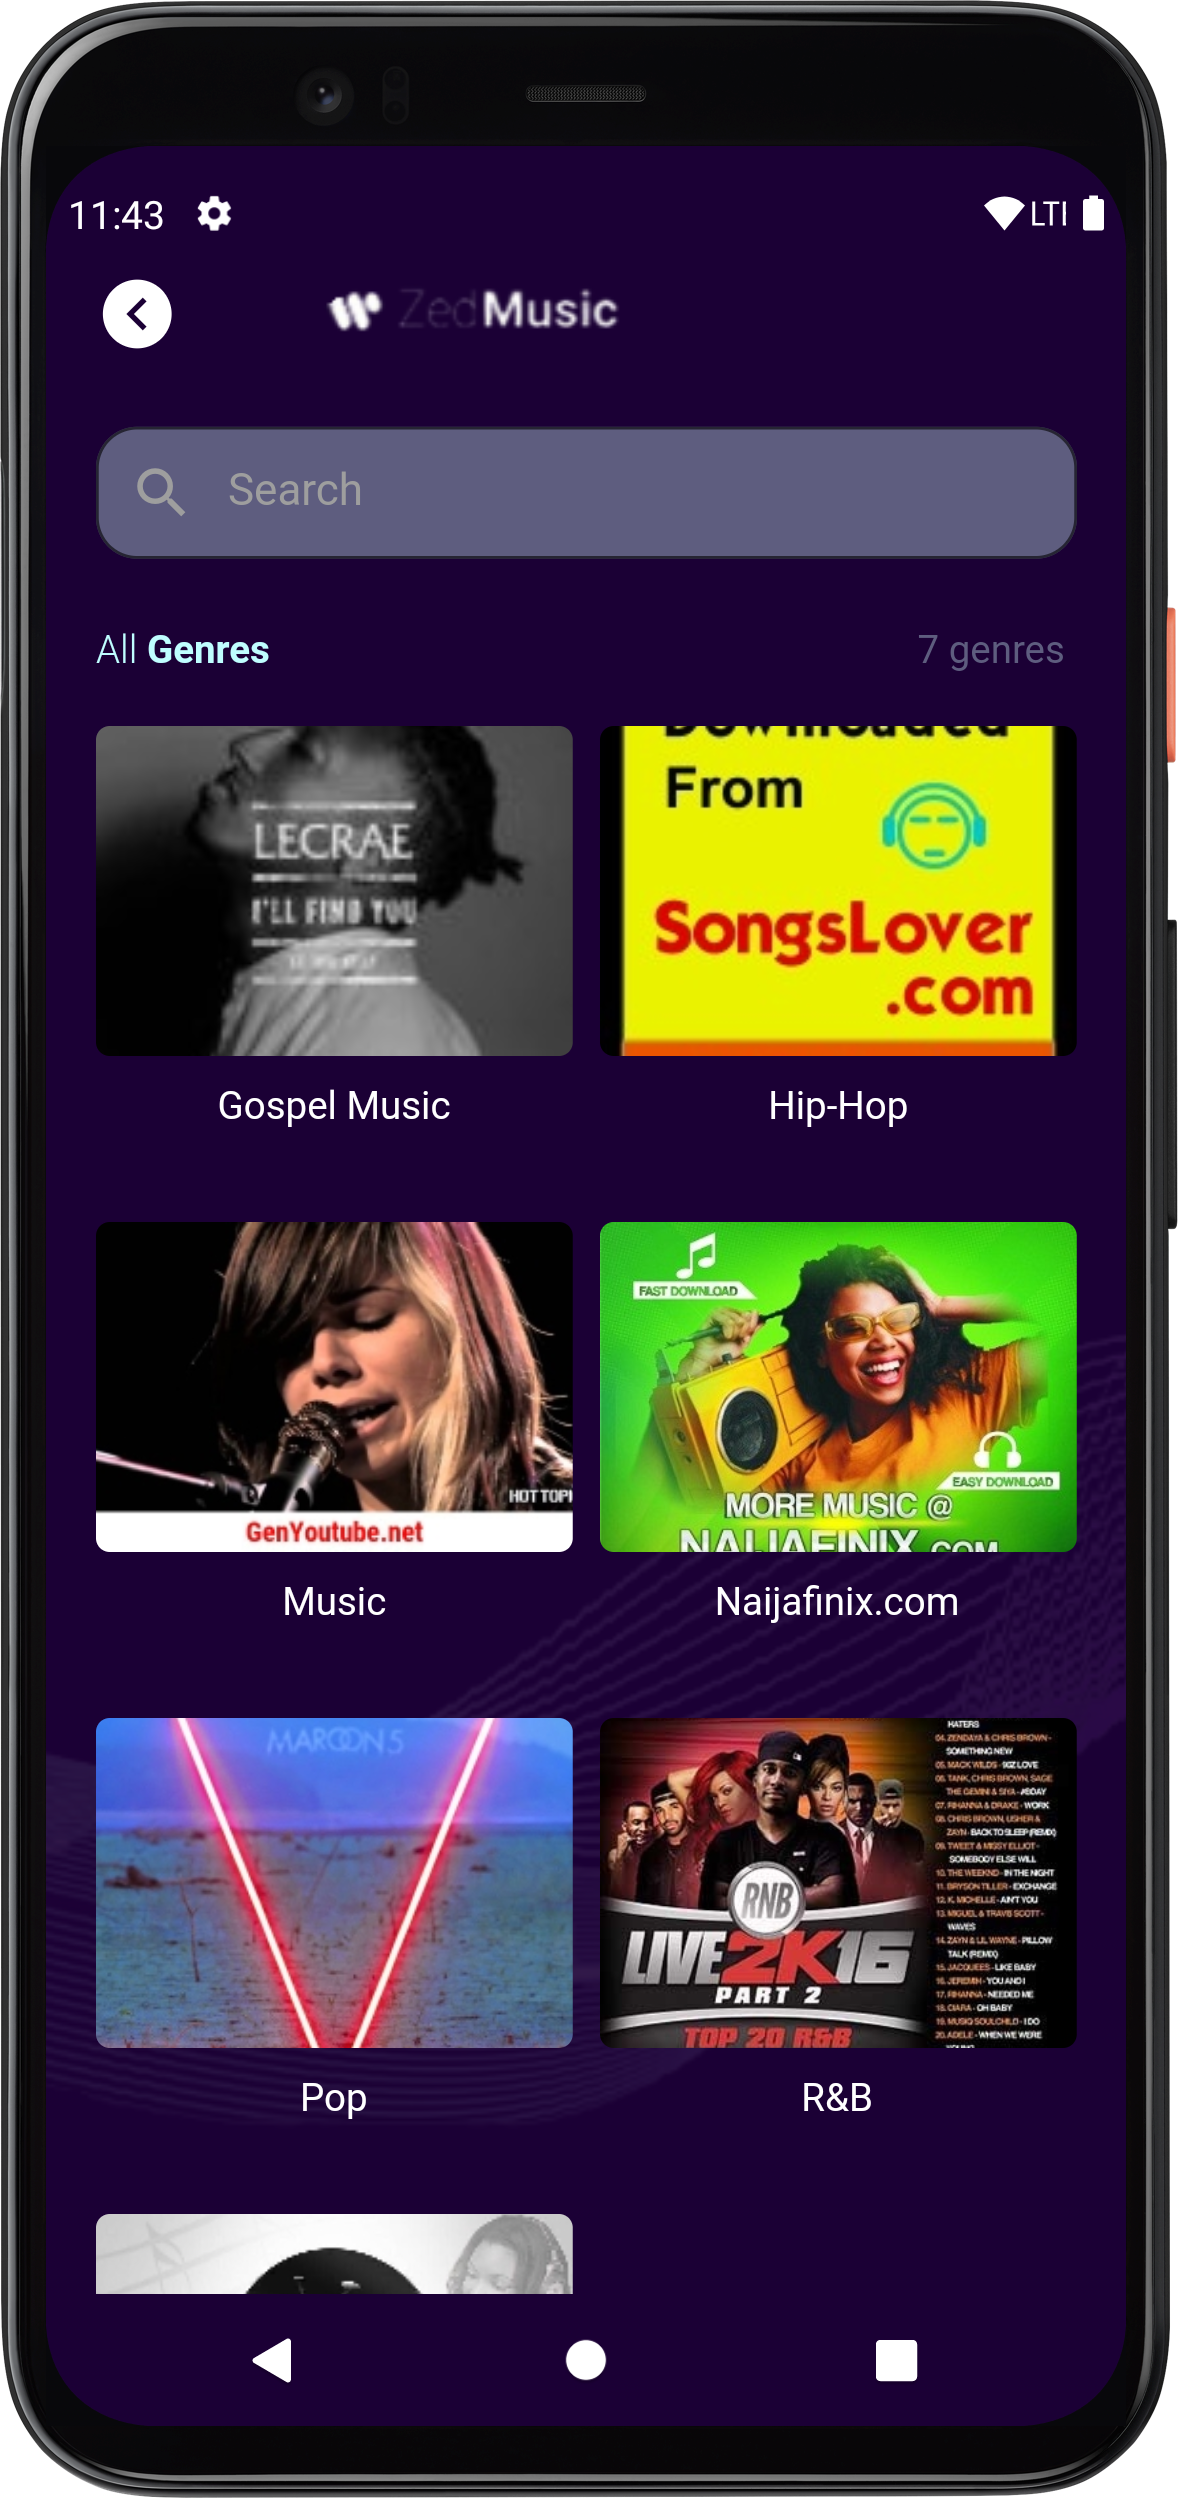 11:43
LTE
ZedMusic
Search
All Genres
7 genres
LECRAE
I'LL FIND YOU
From
SongsLover
.com
Gospel Music
Hip-Hop
HOT TOPI
GenYoutube.net
FAST DOWNLOAD
EASY DOWNLOAD
MORE MUSIC @
NAIJAFINIX.COM
Music
Naijafinix.com
MAROON 5
HATERS
04. ZENDAYA & CHRIS BROWN -
SOMETHING NEW
05. MACK WILDS - 90Z LOVE
06. TANK, CHRIS BROWN, SAGE
THE GEMINI & SIYA - #BDAY
07. RIHANNA & DRAKE - WORK
08. CHRIS BROWN, USHER &
ZAYN - BACK TO SLEEP (REMIX)
09. TWEET & MISSY ELLIOT -
SOMEBODY ELSE WILL
10. THE WEEKND - IN THE NIGHT
11. BRYSON TILLER - EXCHANGE
12. K. MICHELLE - AIN'T YOU
13. MIGUEL & TRAVIS SCOTT -
WAVES
14. ZAYN & LIL WAYNE - PILLOW
TALK (REMIX)
15. JACQUEES - LIKE BABY
16. JEREMIH - YOU AND I
17. RIHANNA - NEEDED ME
18. CIARA - OH BABY
19. MUSIQ SOULCHILD - I DO
20. ADELE - WHEN WE WERE
YOUNG
RNB
LIVE 2K16
PART 2
TOP 20 R&B
Pop
R&B